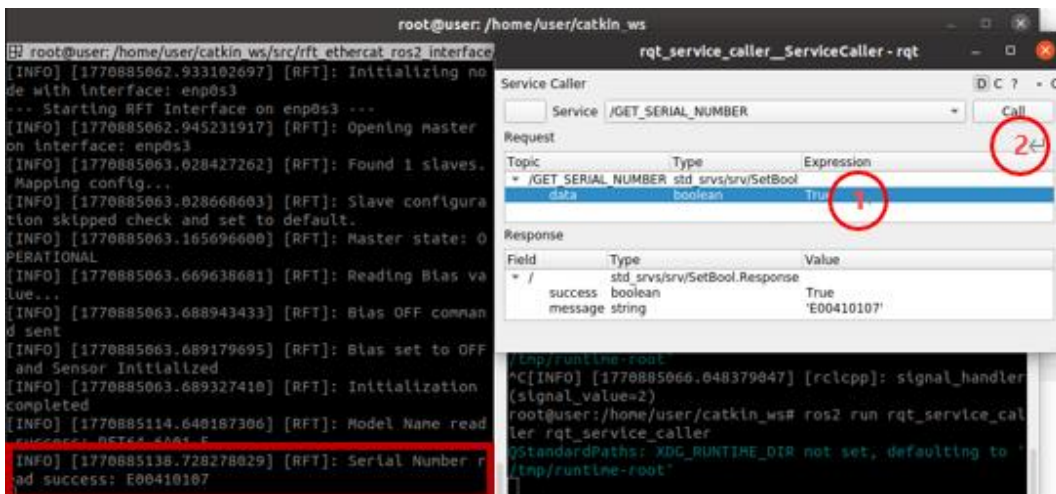 root@user: /home/user/catkin_ws
root@user: /home/user/catkin_ws/src/rft_ethercat_ros2_interface
[INFO] [1770885062.933102697] [RFT]: Initializing no
de with interface: enp0s3
--- Starting RFT Interface on enp0s3 ---
[INFO] [1770885062.945231917] [RFT]: Opening master
on interface: enp0s3
[INFO] [1770885063.028427262] [RFT]: Found 1 slaves.
Mapping config...
[INFO] [1770885063.028668603] [RFT]: Slave configura
tion skipped check and set to default.
[INFO] [1770885063.165696600] [RFT]: Master state: O
PERATIONAL
[INFO] [1770885063.669638681] [RFT]: Reading Bias va
lue...
[INFO] [1770885063.688943433] [RFT]: Bias OFF comman
d sent
[INFO] [1770885063.689179695] [RFT]: Bias set to OFF
and Sensor Initialized
[INFO] [1770885063.689327410] [RFT]: Initialization
completed
[INFO] [1770885114.640187306] [RFT]: Model Name read
[INFO] [1770885138.728278029] [RFT]: Serial Number r
ead success: E00410107
rqt_service_caller__ServiceCaller - rqt
Service Caller
D C ? - O
Service /GET_SERIAL_NUMBER Call
Request
2
Topic Type Expression
/GET_SERIAL_NUMBER std_srvs/srv/SetBool
data boolean True
1
Response
Field Type Value
/ std_srvs/srv/SetBool.Response
success boolean True
message string 'E00410107'
/tmp/runtime-root'
^C[INFO] [1770885066.048379047] [rclcpp]: signal_handler
(signal_value=2)
root@user:/home/user/catkin_ws# ros2 run rqt_service_cal
ler rqt_service_caller
QStandardPaths: XDG_RUNTIME_DIR not set, defaulting to '
/tmp/runtime-root'